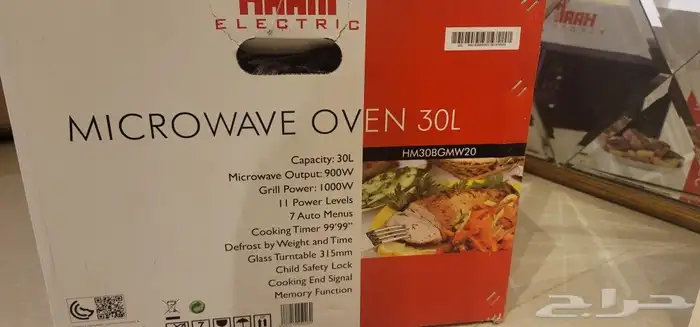 ELECTRIC
MICROWAVE OVEN 30L
HM30BGMW20
Capacity: 30L
Microwave Output: 900W
Grill Power: 1000W
11 Power Levels
7 Auto Menus
Cooking Timer 99'99"
Defrost by Weight and Time
Glass Turntable 315mm
Child Safety Lock
Cooking End Signal
Memory Function
حراج